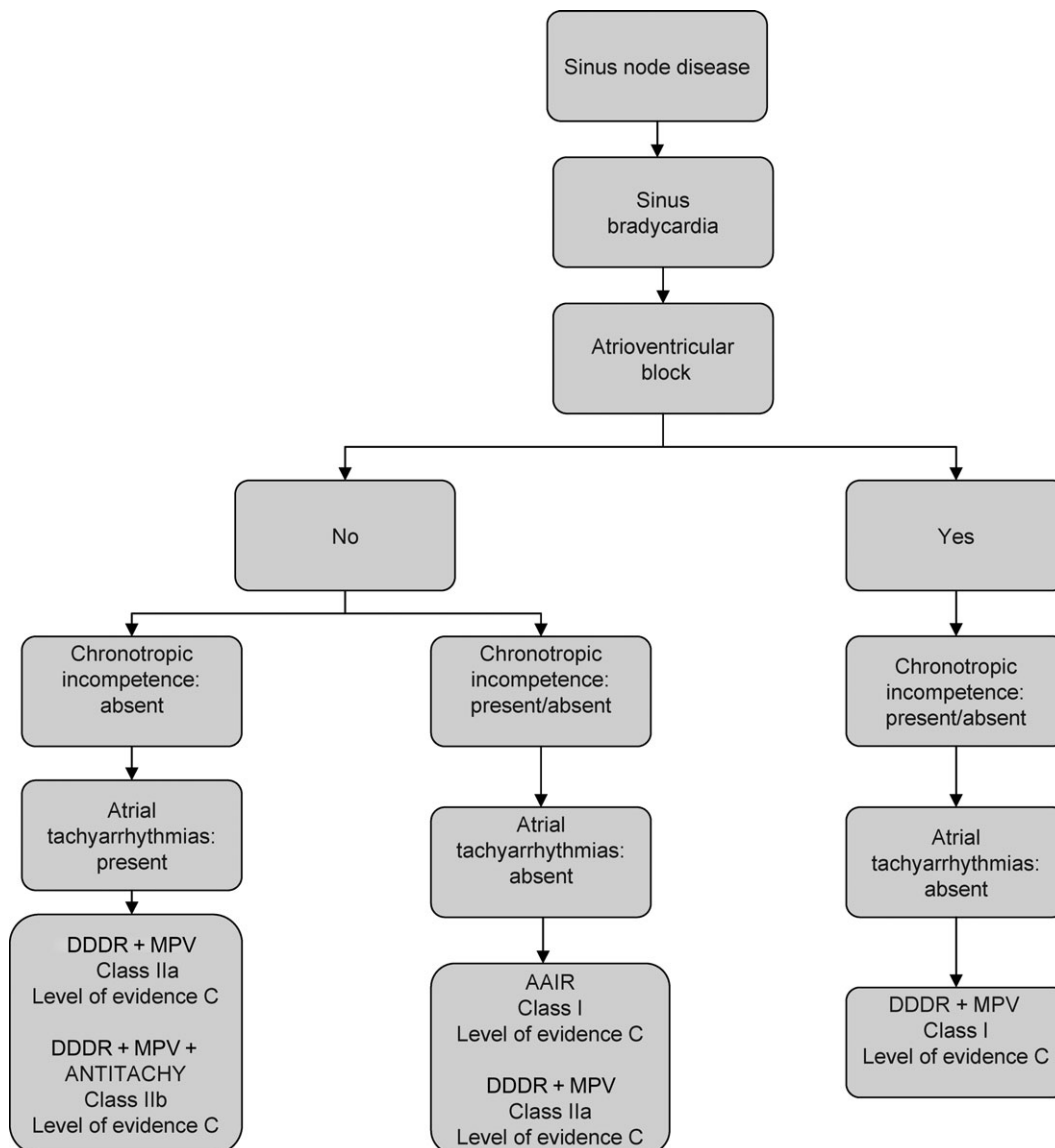 Sinus node disease
Sinus
bradycardia
Atrioventricular
block
No
Yes
Chronotropic
incompetence:
absent
Chronotropic
incompetence:
present/absent
Chronotropic
incompetence:
present/absent
Atrial
tachyarrhythmias:
present
Atrial
tachyarrhythmias:
absent
Atrial
tachyarrhythmias:
absent
DDDR + MPV
Class IIa
Level of evidence C
DDDR + MPV +
ANTITACHY
Class IIb
Level of evidence C
AAIR
Class I
Level of evidence C
DDDR + MPV
Class IIa
Level of evidence C
DDDR + MPV
Class I
Level of evidence C